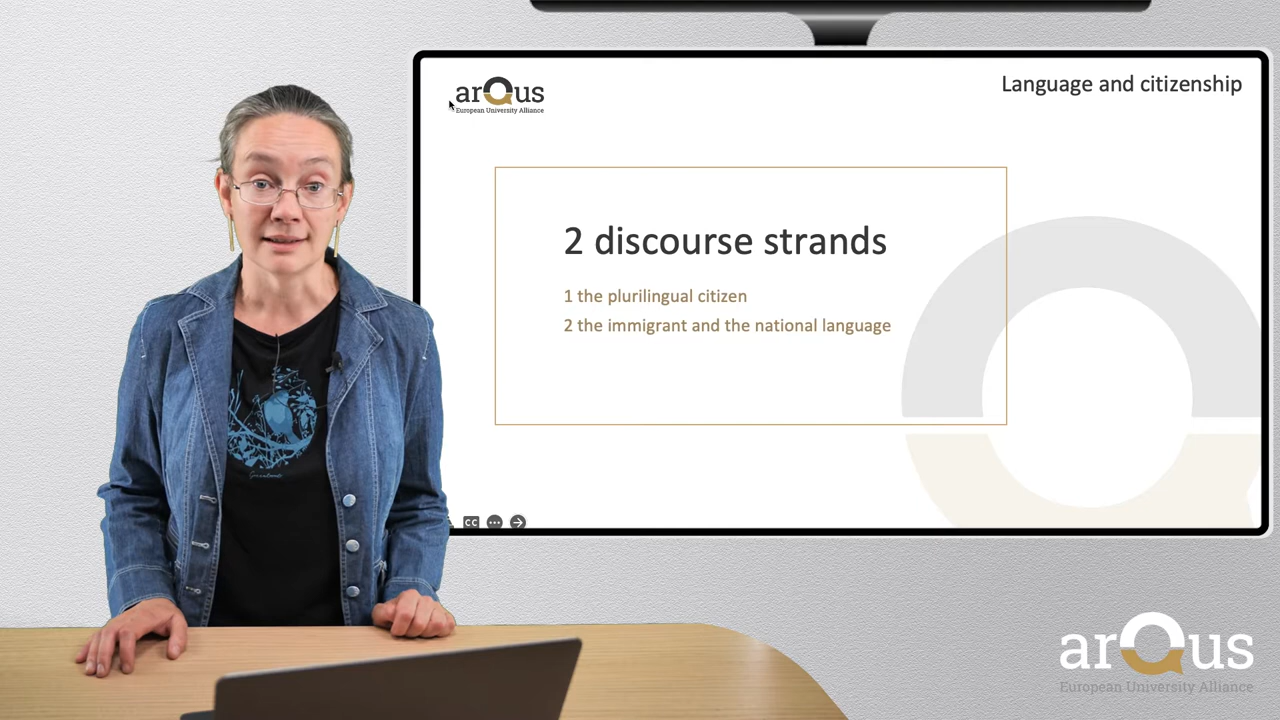 arqus
European University Alliance
Language and citizenship
2 discourse strands
1 the plurilingual citizen
2 the immigrant and the national language
CC
arqus
European University Alliance